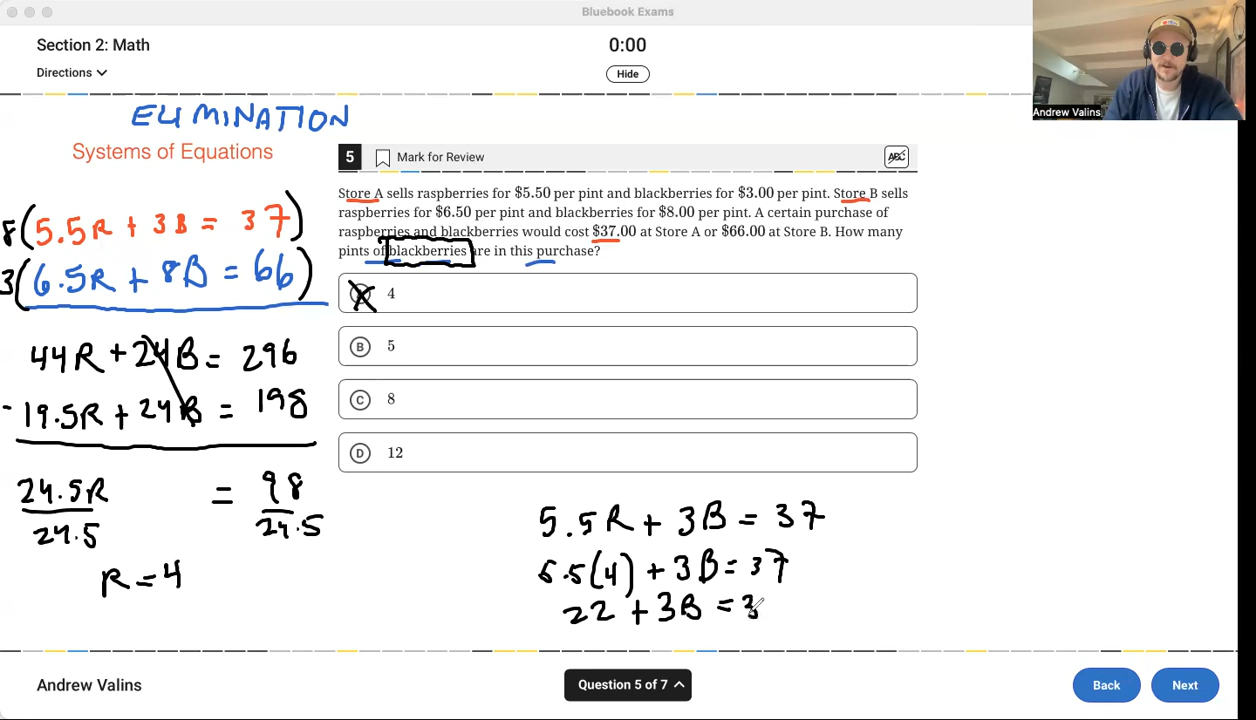 Bluebook Exams
Section 2: Math
0:00
Directions
Hide
Andrew Valins
ELIMINATION
Systems of Equations
8(5.5R + 3B = 37)
3(6.5R + 8B = 66)
44R + 24B = 296
- 19.5R + 24B = 198
24.5R = 98
24.5 24.5
R = 4
5 Mark for Review ABC
Store A sells raspberries for $5.50 per pint and blackberries for $3.00 per pint. Store B sells
raspberries for $6.50 per pint and blackberries for $8.00 per pint. A certain purchase of
raspberries and blackberries would cost $37.00 at Store A or $66.00 at Store B. How many
pints of blackberries are in this purchase?
4
B 5
C 8
D 12
5.5R + 3B = 37
5.5(4) + 3B = 37
22 + 3B = 3
Andrew Valins
Question 5 of 7
Back
Next